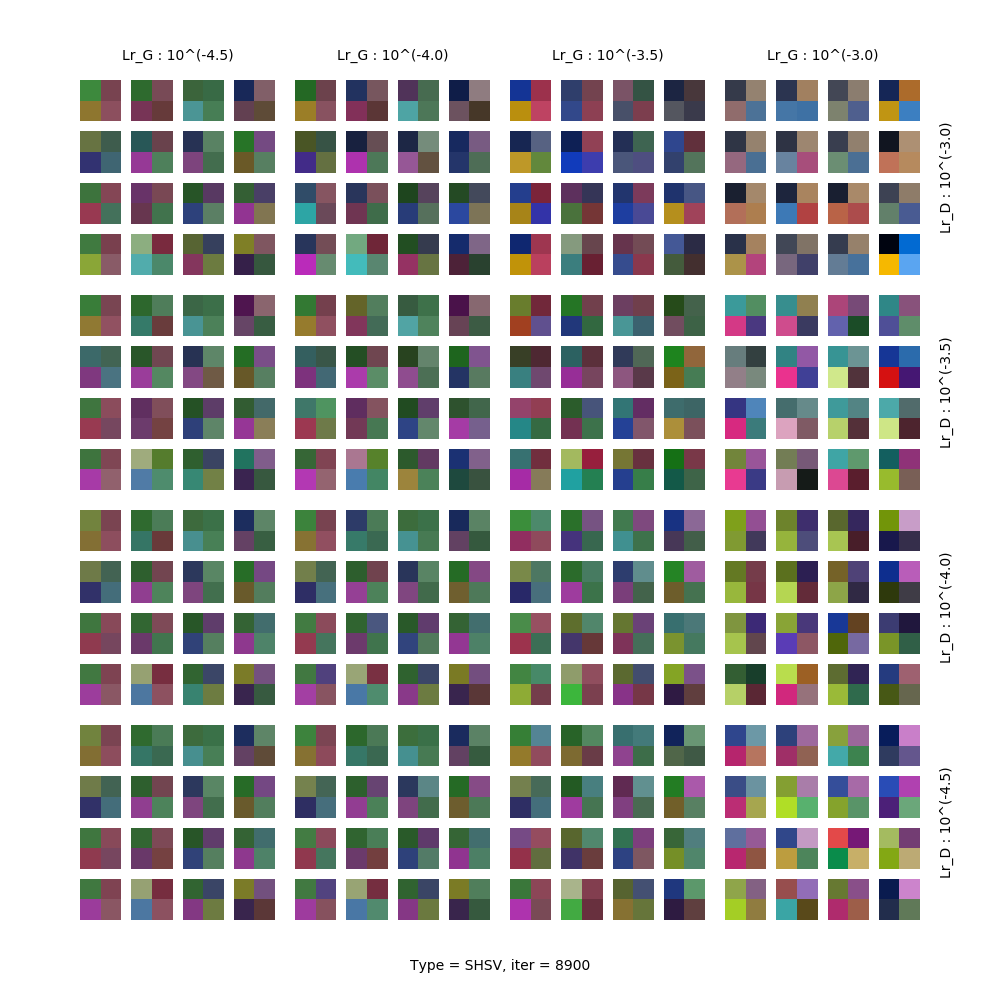 Lr_G : 10^(-4.5)
Lr_G : 10^(-4.0)
Lr_G : 10^(-3.5)
Lr_G : 10^(-3.0)
Lr_D : 10^(-3.0)
Lr_D : 10^(-3.5)
Lr_D : 10^(-4.0)
Lr_D : 10^(-4.5)
Type = SHSV, iter = 8900